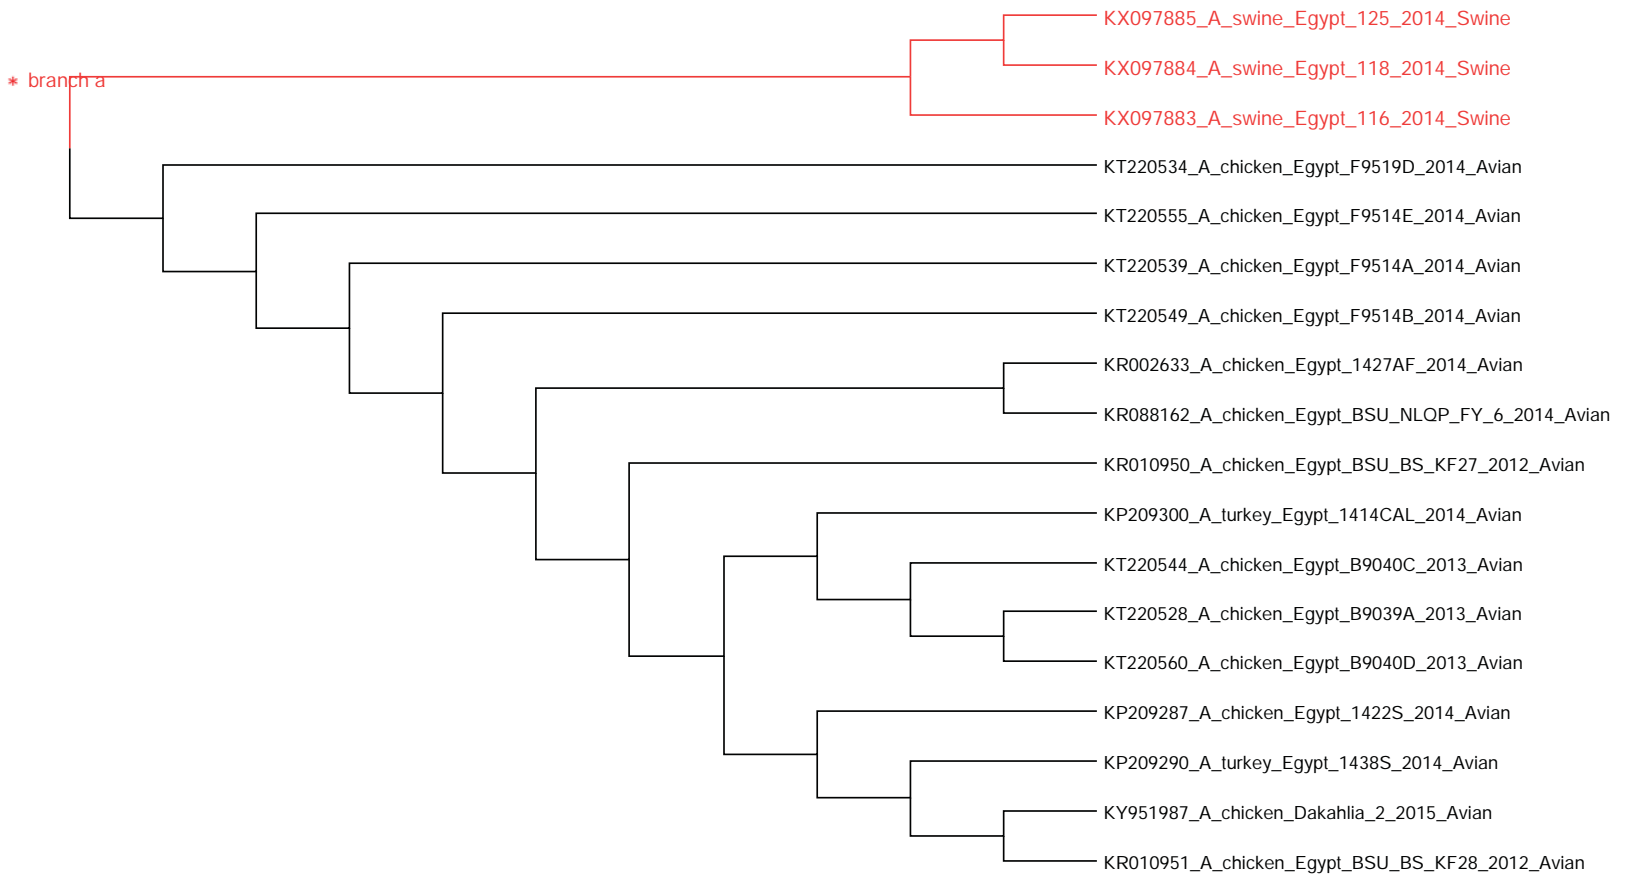 KX097885_A_swine_Egypt_125_2014_Swine
* branch a
KX097884_A_swine_Egypt_118_2014_Swine
KX097883_A_swine_Egypt_116_2014_Swine
KT220534_A_chicken_Egypt_F9519D_2014_Avian
KT220555_A_chicken_Egypt_F9514E_2014_Avian
KT220539_A_chicken_Egypt_F9514A_2014_Avian
KT220549_A_chicken_Egypt_F9514B_2014_Avian
KR002633_A_chicken_Egypt_1427AF_2014_Avian
KR088162_A_chicken_Egypt_BSU_NLQP_FY_6_2014_Avian
KR010950_A_chicken_Egypt_BSU_BS_KF27_2012_Avian
KP209300_A_turkey_Egypt_1414CAL_2014_Avian
KT220544_A_chicken_Egypt_B9040C_2013_Avian
KT220528_A_chicken_Egypt_B9039A_2013_Avian
KT220560_A_chicken_Egypt_B9040D_2013_Avian
KP209287_A_chicken_Egypt_1422S_2014_Avian
KP209290_A_turkey_Egypt_1438S_2014_Avian
KY951987_A_chicken_Dakahlia_2_2015_Avian
KR010951_A_chicken_Egypt_BSU_BS_KF28_2012_Avian